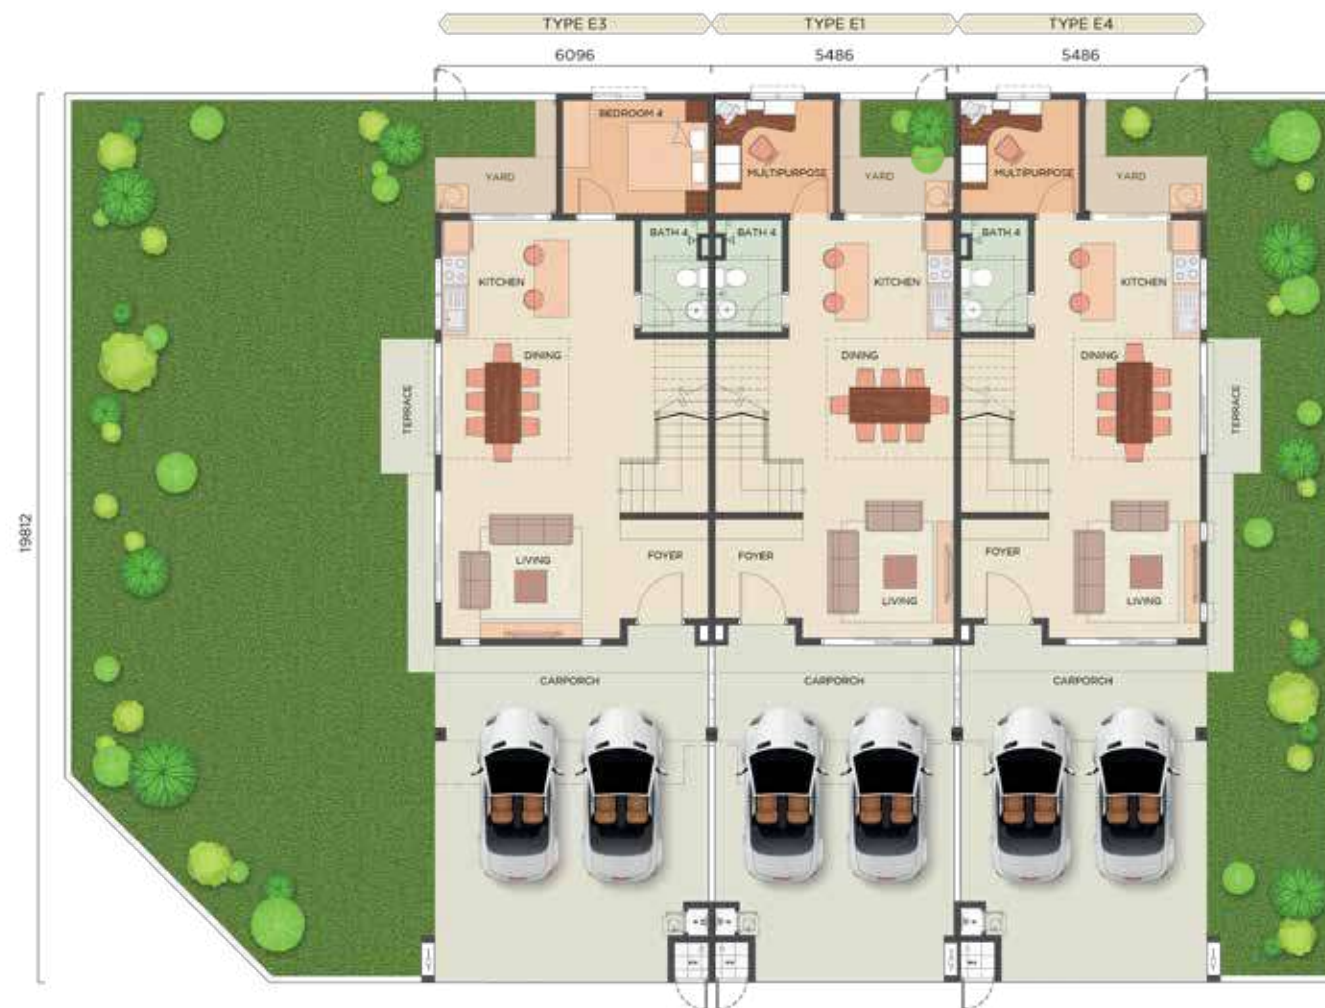 TYPE E3 TYPE E1 TYPE E4
6096 5486 5486
BEDROOM 4
YARD MULTIPURPOSE YARD MULTIPURPOSE YARD
BATH 4 BATH 4 BATH 4
KITCHEN KITCHEN KITCHEN
DINING DINING DINING
TERRACE TERRACE
19812
FOYER FOYER FOYER
LIVING LIVING LIVING
CARPORCH CARPORCH CARPORCH